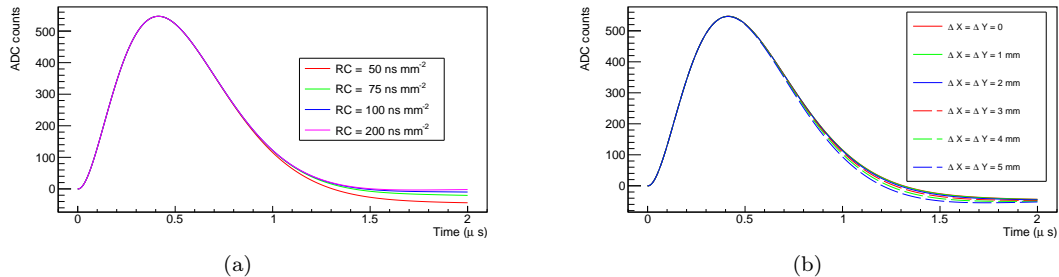 ADC counts
500
400
300
200
100
0
0
0.5
1
1.5
2
Time (μ s)
RC = 50 ns mm⁻²
RC = 75 ns mm⁻²
RC = 100 ns mm⁻²
RC = 200 ns mm⁻²
(a)
ADC counts
500
400
300
200
100
0
0
0.5
1
1.5
2
Time (μ s)
Δ X = Δ Y = 0
Δ X = Δ Y = 1 mm
Δ X = Δ Y = 2 mm
Δ X = Δ Y = 3 mm
Δ X = Δ Y = 4 mm
Δ X = Δ Y = 5 mm
(b)